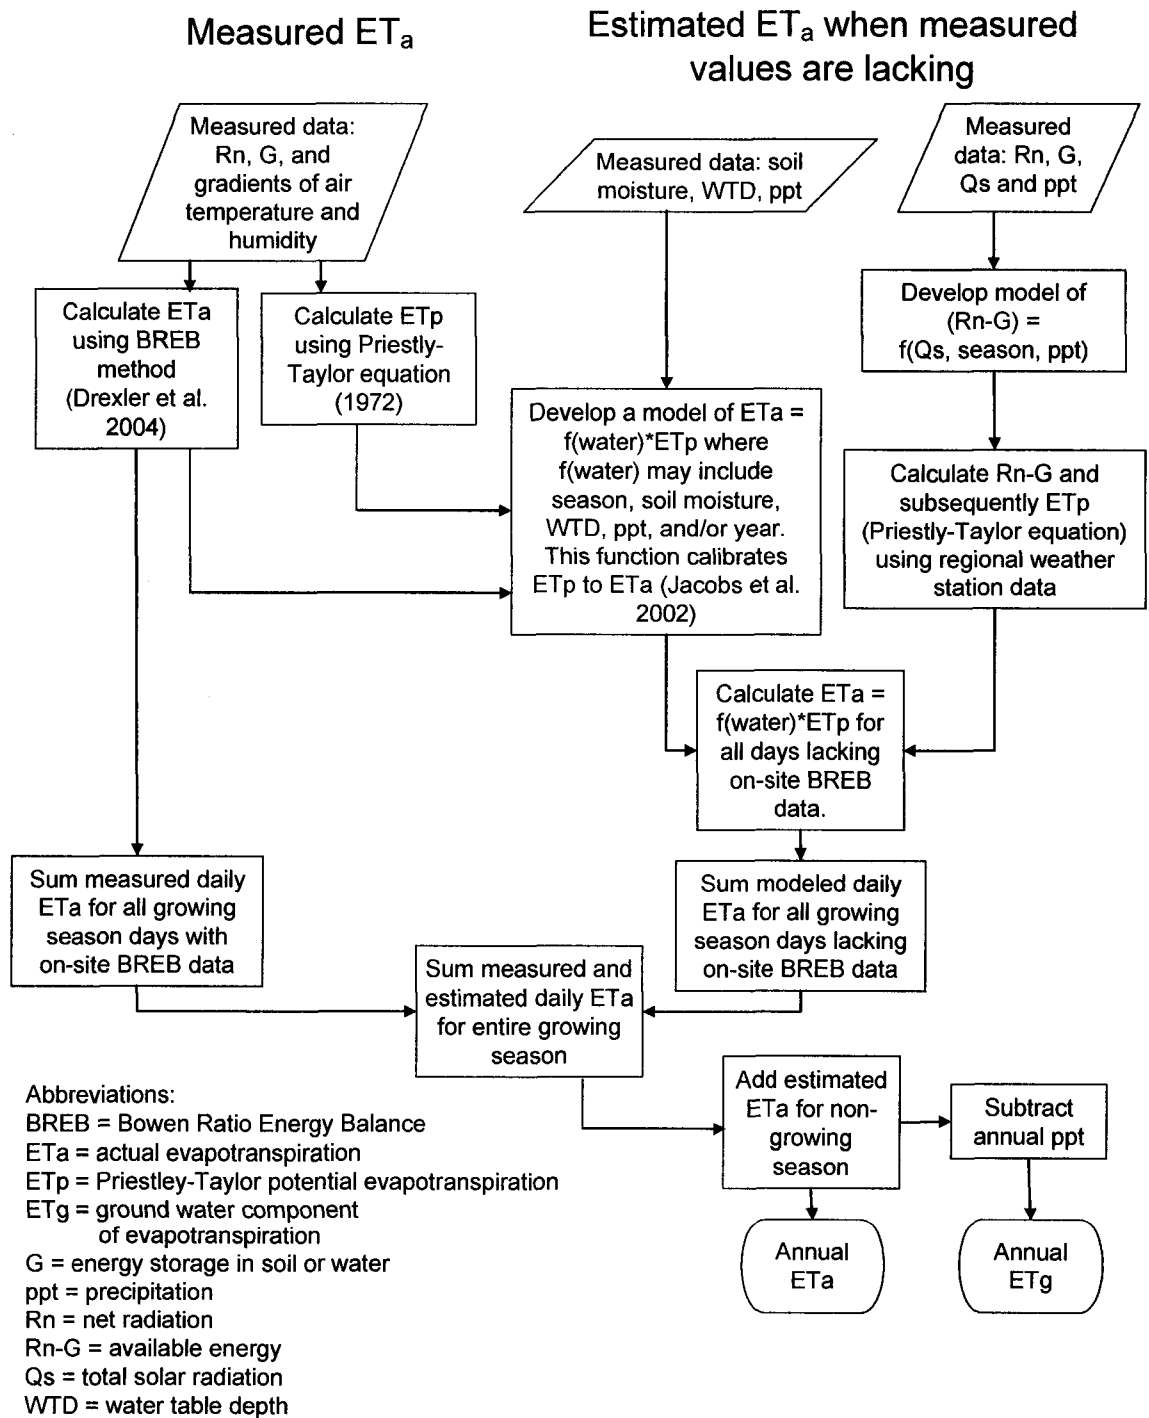 Measured ETa
Estimated ETa when measured
values are lacking
Measured data:
Rn, G, and
gradients of air
temperature and
humidity
Measured data: soil
moisture, WTD, ppt
Measured
data: Rn, G,
Qs and ppt
Calculate ETa
using BREB
method
(Drexler et al.
2004)
Calculate ETp
using Priestly-
Taylor equation
(1972)
Develop a model of ETa =
f(water)*ETp where
f(water) may include
season, soil moisture,
WTD, ppt, and/or year.
This function calibrates
ETp to ETa (Jacobs et al.
2002)
Develop model of
(Rn-G) =
f(Qs, season, ppt)
Calculate Rn-G and
subsequently ETp
(Priestly-Taylor equation)
using regional weather
station data
Calculate ETa =
f(water)*ETp for
all days lacking
on-site BREB
data.
Sum measured daily
ETa for all growing
season days with
on-site BREB data
Sum modeled daily
ETa for all growing
season days lacking
on-site BREB data
Sum measured and
estimated daily ETa
for entire growing
season
Add estimated
ETa for non-
growing
season
Subtract
annual ppt
Annual
ETa
Annual
ETg
Abbreviations:
BREB = Bowen Ratio Energy Balance
ETa = actual evapotranspiration
ETp = Priestley-Taylor potential evapotranspiration
ETg = ground water component
of evapotranspiration
G = energy storage in soil or water
ppt = precipitation
Rn = net radiation
Rn-G = available energy
Qs = total solar radiation
WTD = water table depth